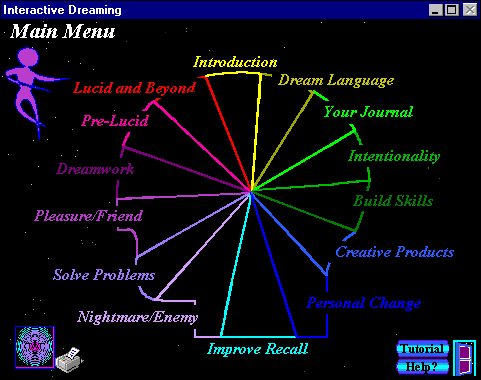 Interactive Dreaming
Main Menu
Introduction
Dream Language
Your Journal
Intentionality
Build Skills
Creative Products
Personal Change
Improve Recall
Nightmare/Enemy
Solve Problems
Pleasure/Friend
Dreamwork
Pre-Lucid
Lucid and Beyond
Tutorial
Help?